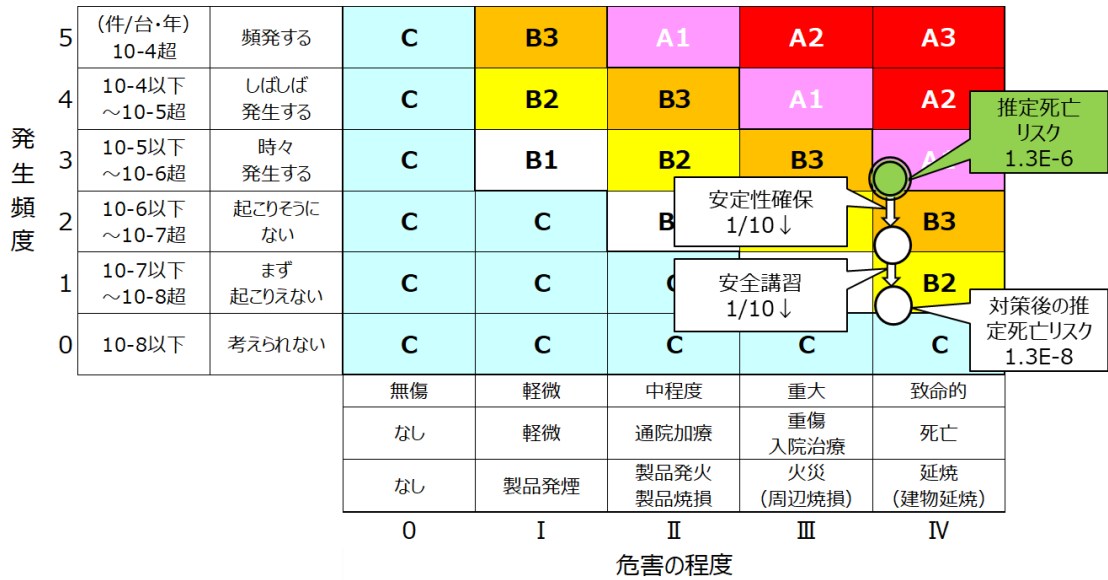 5
(件/台・年)
10-4超
頻発する
C
B3
A1
A2
A3
4
10-4以下
～10-5超
しばしば
発生する
C
B2
B3
A1
A2
発生頻度
3
10-5以下
～10-6超
時々
発生する
C
B1
B2
B3
推定死亡
リスク
1.3E-6
2
10-6以下
～10-7超
起こりそうに
ない
C
C
B
安定性確保
1/10↓
B3
1
10-7以下
～10-8超
まず
起こりえない
C
C
安全講習
1/10↓
B2
0
10-8以下
考えられない
C
C
C
C
C
対策後の推
定死亡リスク
1.3E-8
無傷
軽微
中程度
重大
致命的
なし
軽微
通院加療
重傷
入院治療
死亡
なし
製品発煙
製品発火
製品焼損
火災
(周辺焼損)
延焼
(建物延焼)
0
Ⅰ
Ⅱ
Ⅲ
Ⅳ
危害の程度